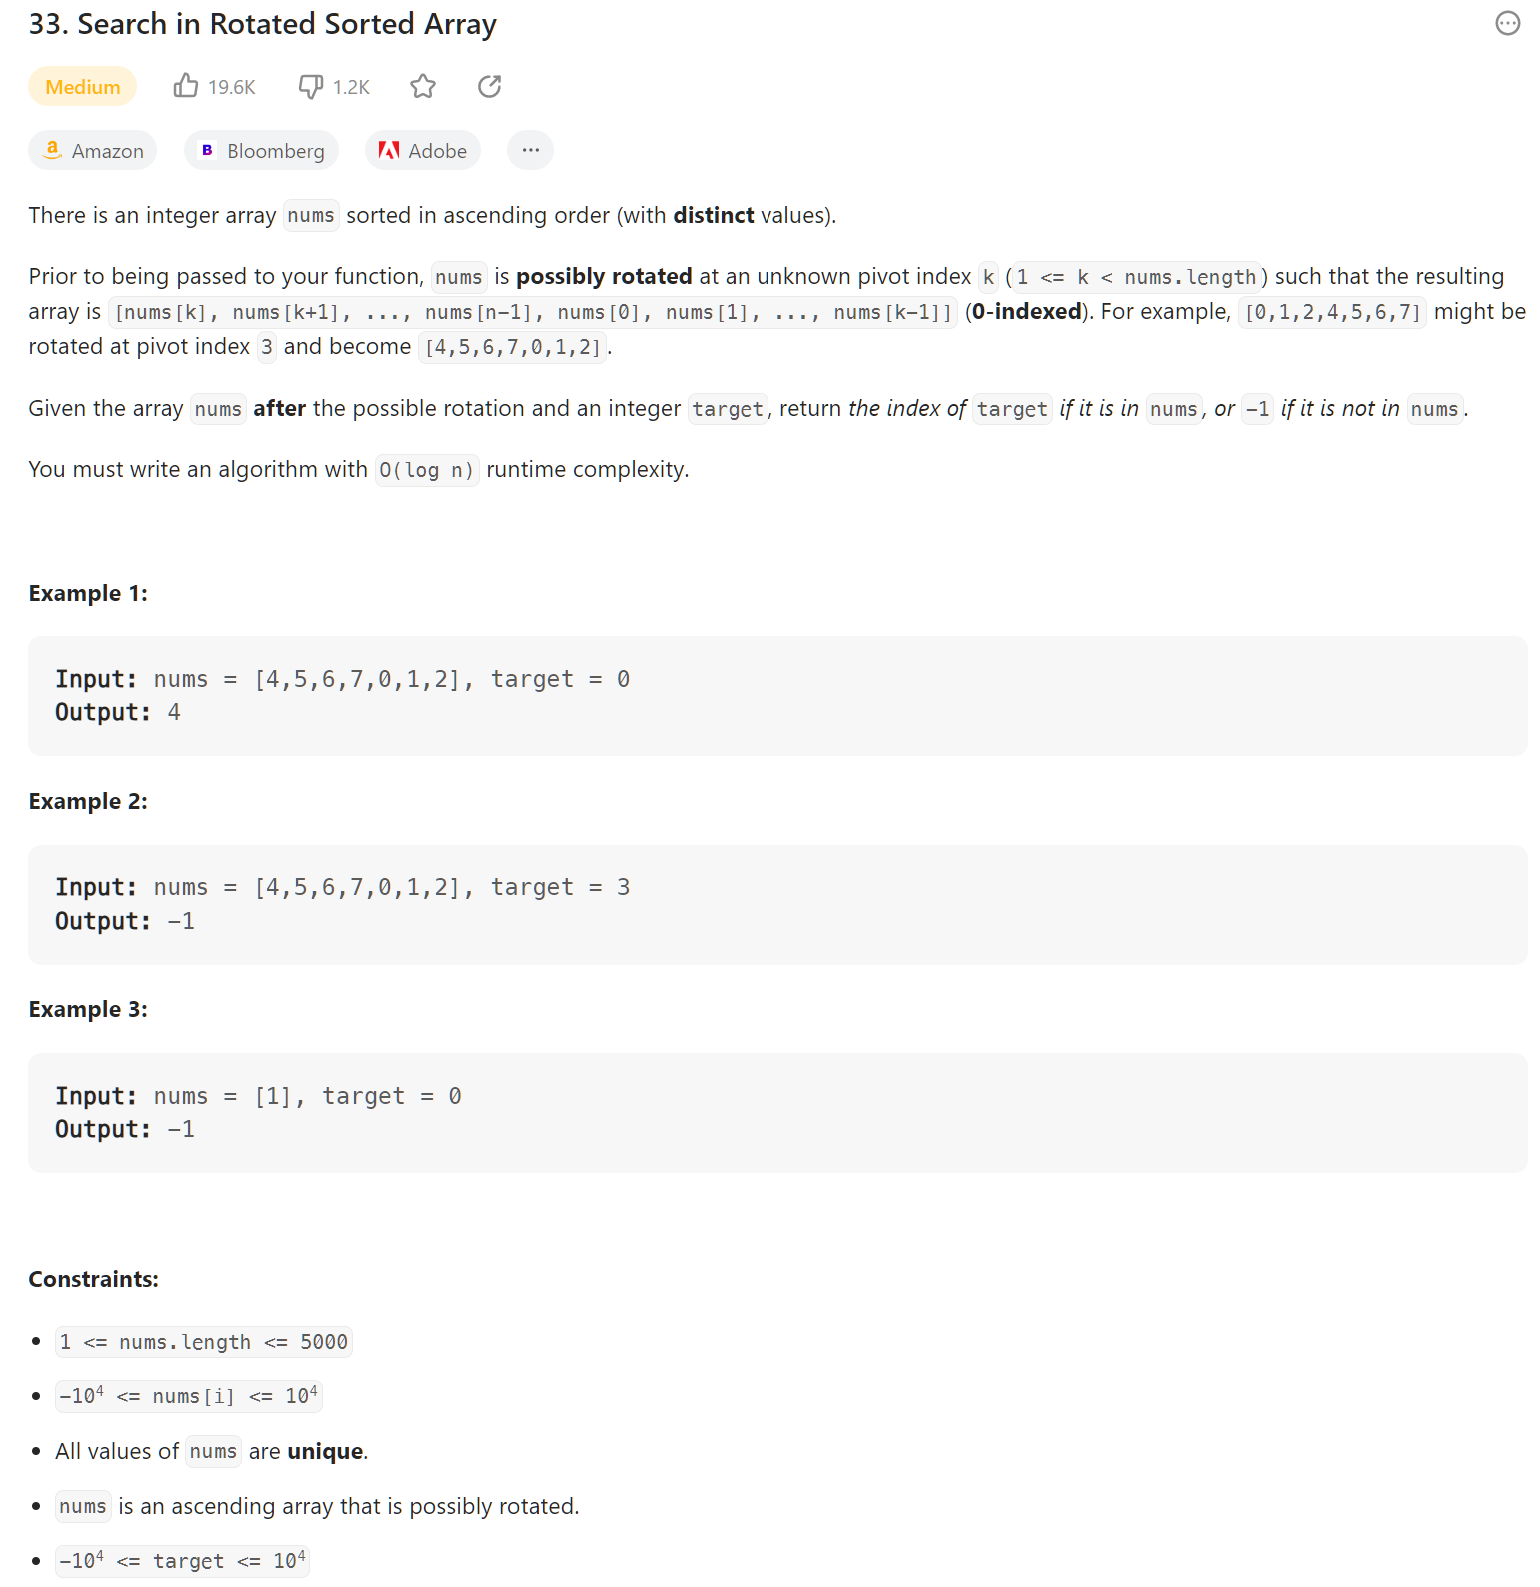 33. Search in Rotated Sorted Array
Medium 19.6K 1.2K
a Amazon B Bloomberg Adobe ...
There is an integer array nums sorted in ascending order (with distinct values).
Prior to being passed to your function, nums is possibly rotated at an unknown pivot index k (1 <= k < nums.length) such that the resulting
array is [nums[k], nums[k+1], ..., nums[n-1], nums[0], nums[1], ..., nums[k-1]] (0-indexed). For example, [0,1,2,4,5,6,7] might be
rotated at pivot index 3 and become [4,5,6,7,0,1,2].
Given the array nums after the possible rotation and an integer target, return the index of target if it is in nums, or -1 if it is not in nums.
You must write an algorithm with O(log n) runtime complexity.
Example 1:
Input: nums = [4,5,6,7,0,1,2], target = 0
Output: 4
Example 2:
Input: nums = [4,5,6,7,0,1,2], target = 3
Output: -1
Example 3:
Input: nums = [1], target = 0
Output: -1
Constraints:
• 1 <= nums.length <= 5000
• -10⁴ <= nums[i] <= 10⁴
• All values of nums are unique.
• nums is an ascending array that is possibly rotated.
• -10⁴ <= target <= 10⁴